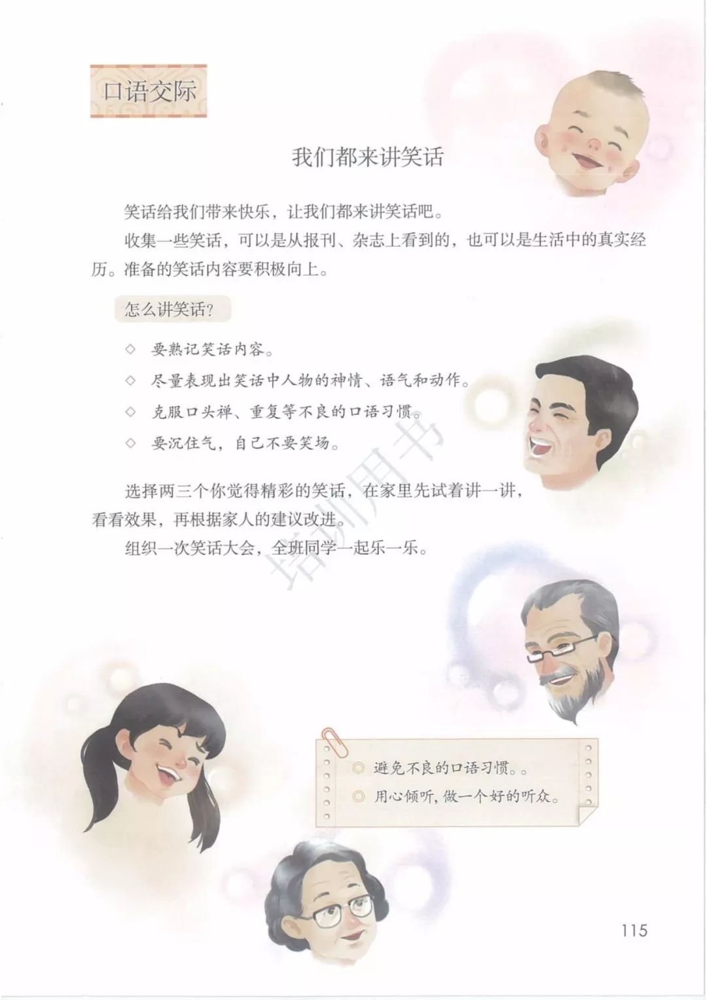 口语交际
我们都来讲笑话
笑话给我们带来快乐，让我们都来讲笑话吧。
收集一些笑话，可以是从报刊、杂志上看到的，也可以是生活中的真实经
历。准备的笑话内容要积极向上。
怎么讲笑话？
◇ 要熟记笑话内容。
◇ 尽量表现出笑话中人物的神情、语气和动作。
◇ 克服口头禅、重复等不良的口语习惯。
◇ 要沉住气，自己不要笑场。
选择两三个你觉得精彩的笑话，在家里先试着讲一讲，
看看效果，再根据家人的建议改进。
组织一次笑话大会，全班同学一起乐一乐。
培训用书
◎ 避免不良的口语习惯。。
◎ 用心倾听，做一个好的听众。
115